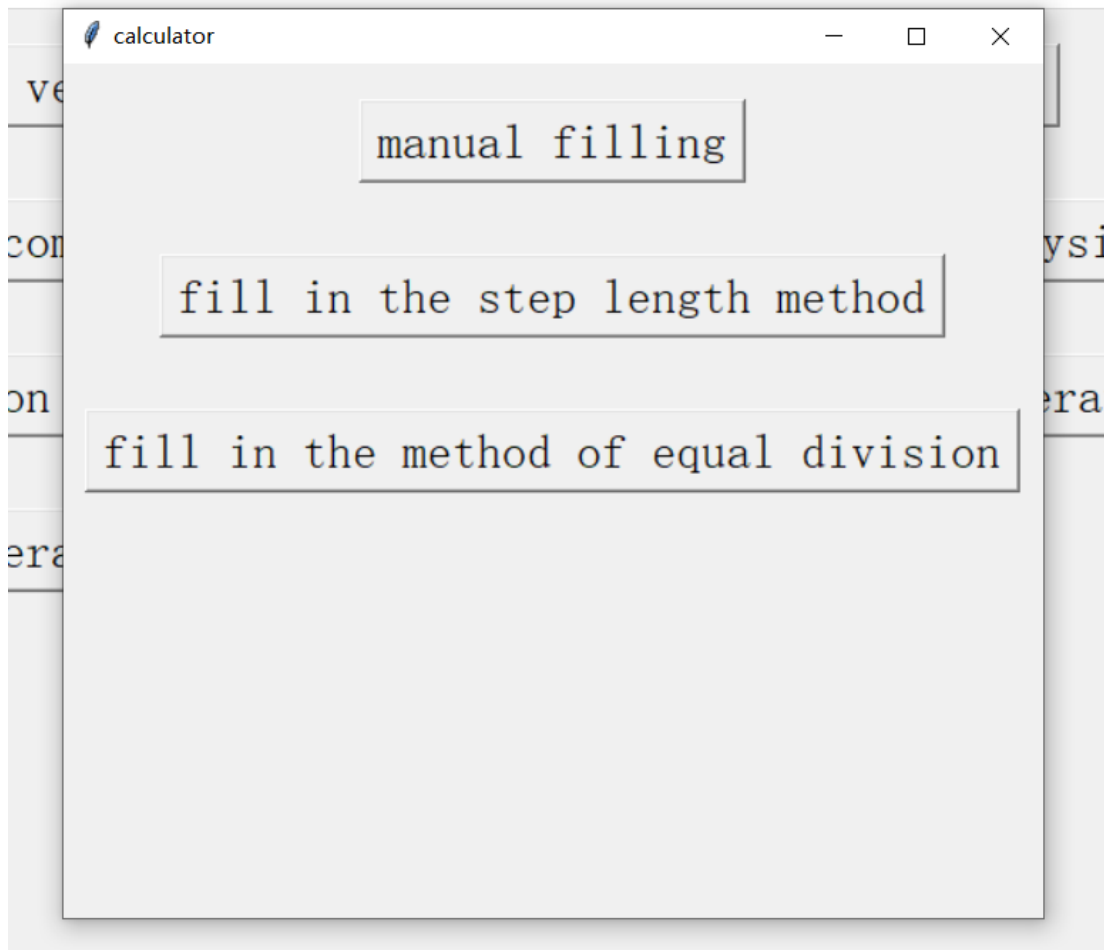 calculator
manual filling
fill in the step length method
fill in the method of equal division